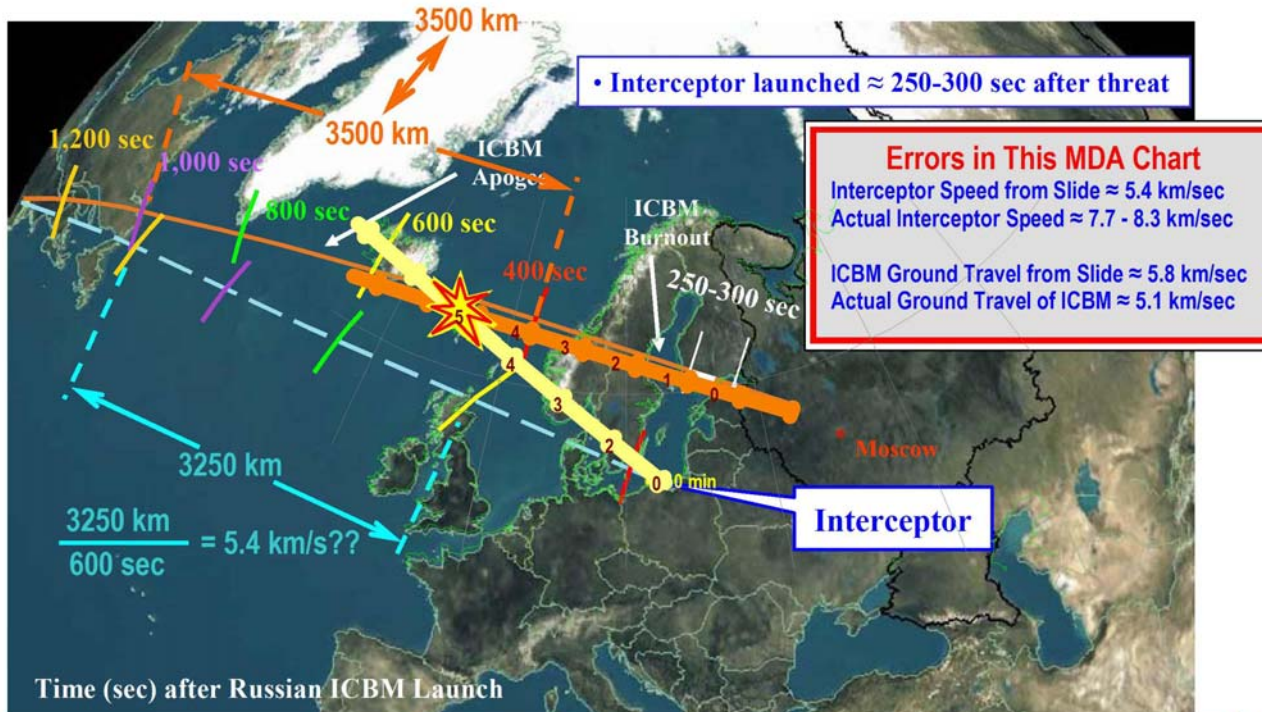 3500 km
3500 km
• Interceptor launched ≈ 250-300 sec after threat
Errors in This MDA Chart
Interceptor Speed from Slide ≈ 5.4 km/sec
Actual Interceptor Speed ≈ 7.7 - 8.3 km/sec
ICBM Ground Travel from Slide ≈ 5.8 km/sec
Actual Ground Travel of ICBM ≈ 5.1 km/sec
1,200 sec
1,000 sec
800 sec
ICBM
Apogee
600 sec
400 sec
ICBM
Burnout
250-300 sec
5
4
3
2
1
0
4
3
2
0
0 min
Moscow
Interceptor
3250 km
3250 km
600 sec
= 5.4 km/s??
Time (sec) after Russian ICBM Launch